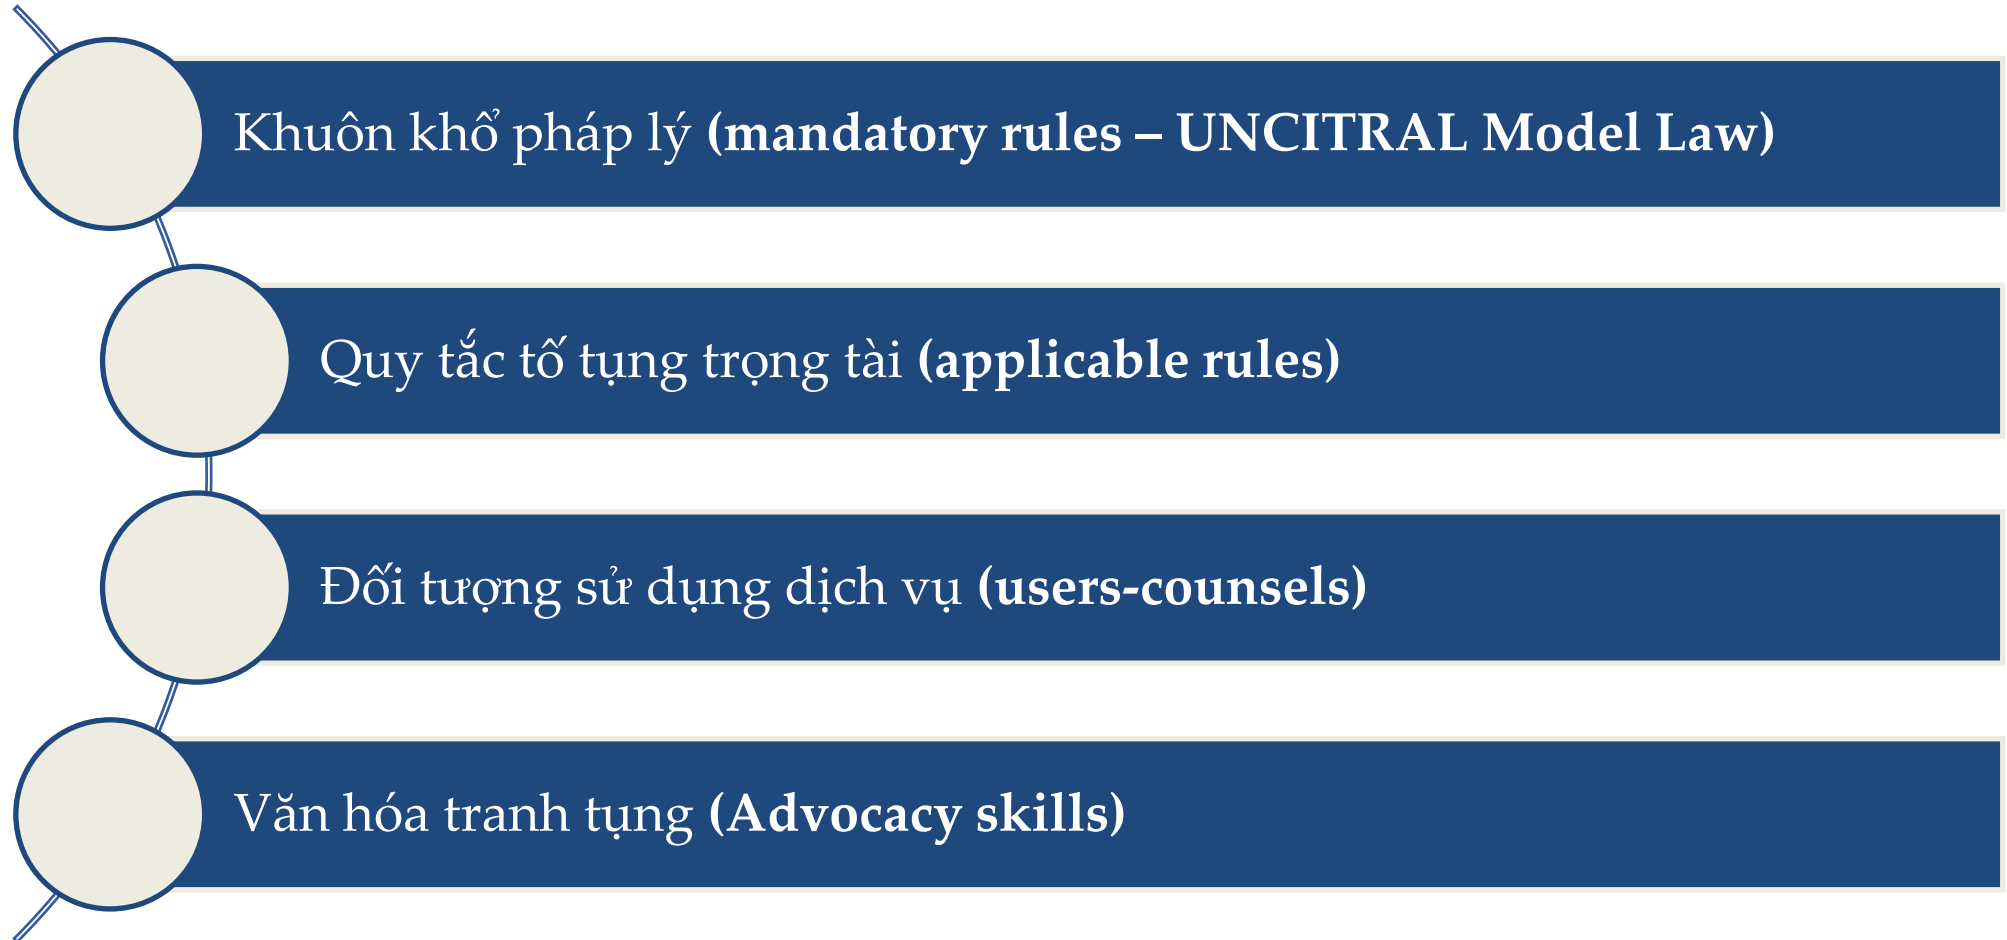 Khuôn khổ pháp lý (mandatory rules – UNCITRAL Model Law)
Quy tắc tố tụng trọng tài (applicable rules)
Đối tượng sử dụng dịch vụ (users-counsels)
Văn hóa tranh tụng (Advocacy skills)